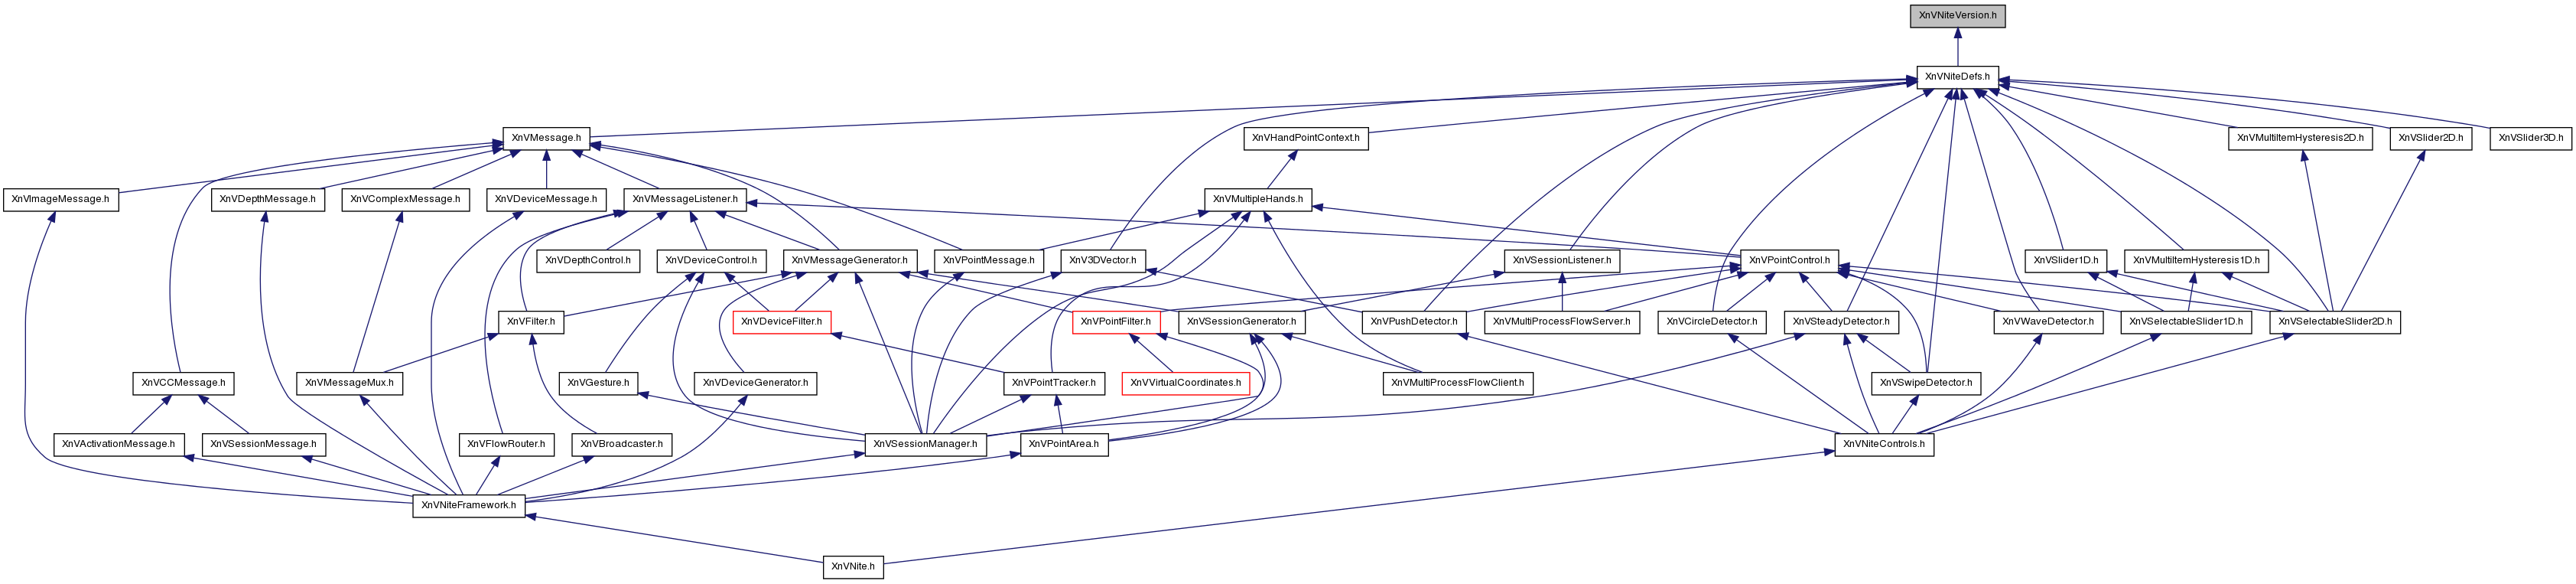 XnVNiteVersion.h
XnVNiteDefs.h
XnVMessage.h
XnVHandPointContext.h
XnVMultiItemHysteresis2D.h
XnVSlider2D.h
XnVSlider3D.h
XnVImageMessage.h
XnVDepthMessage.h
XnVComplexMessage.h
XnVDeviceMessage.h
XnVMessageListener.h
XnVMultipleHands.h
XnVDepthControl.h
XnVDeviceControl.h
XnVMessageGenerator.h
XnVPointMessage.h
XnV3DVector.h
XnVSessionListener.h
XnVPointControl.h
XnVSlider1D.h
XnVMultiItemHysteresis1D.h
XnVFilter.h
XnVDeviceFilter.h
XnVPointFilter.h
XnVSessionGenerator.h
XnVPushDetector.h
XnVMultiProcessFlowServer.h
XnVCircleDetector.h
XnVSteadyDetector.h
XnVWaveDetector.h
XnVSelectableSlider1D.h
XnVSelectableSlider2D.h
XnVCCMessage.h
XnVMessageMux.h
XnVGesture.h
XnVDeviceGenerator.h
XnVPointTracker.h
XnVVirtualCoordinates.h
XnVMultiProcessFlowClient.h
XnVSwipeDetector.h
XnVActivationMessage.h
XnVSessionMessage.h
XnVFlowRouter.h
XnVBroadcaster.h
XnVSessionManager.h
XnVPointArea.h
XnVNiteControls.h
XnVNiteFramework.h
XnVNite.h